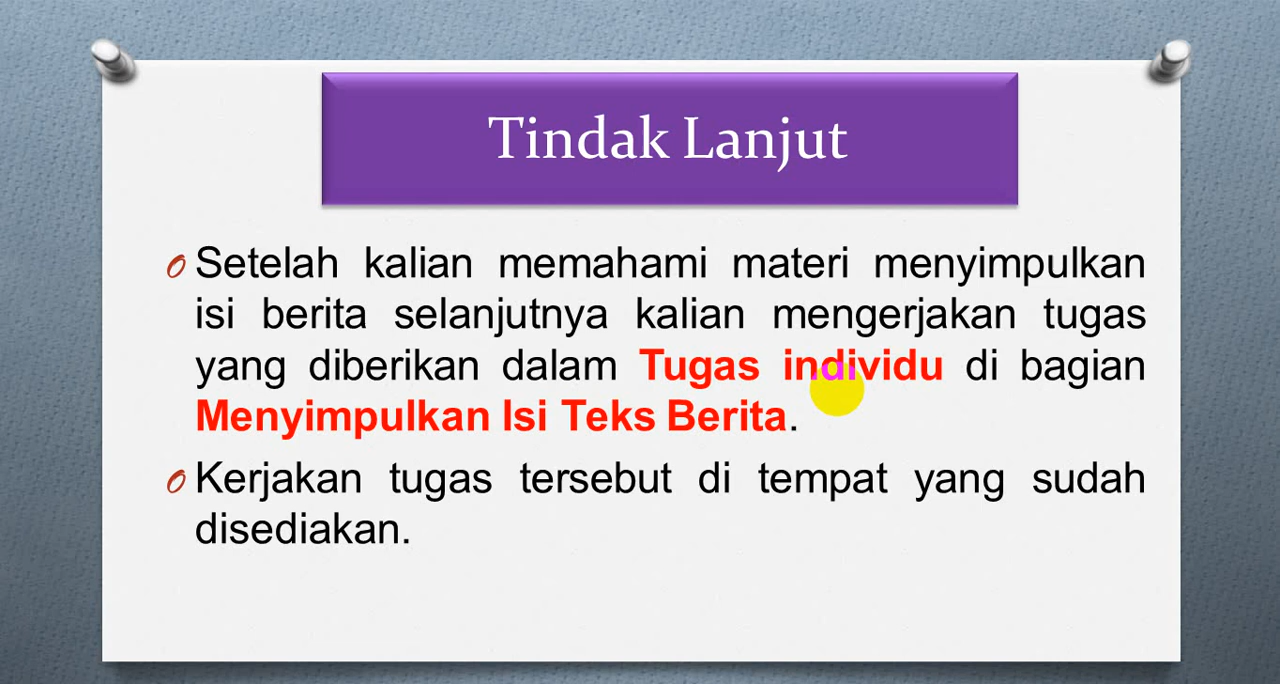 Tindak Lanjut
Setelah kalian memahami materi menyimpulkan
isi berita selanjutnya kalian mengerjakan tugas
yang diberikan dalam Tugas individu di bagian
Menyimpulkan Isi Teks Berita.
Kerjakan tugas tersebut di tempat yang sudah
disediakan.